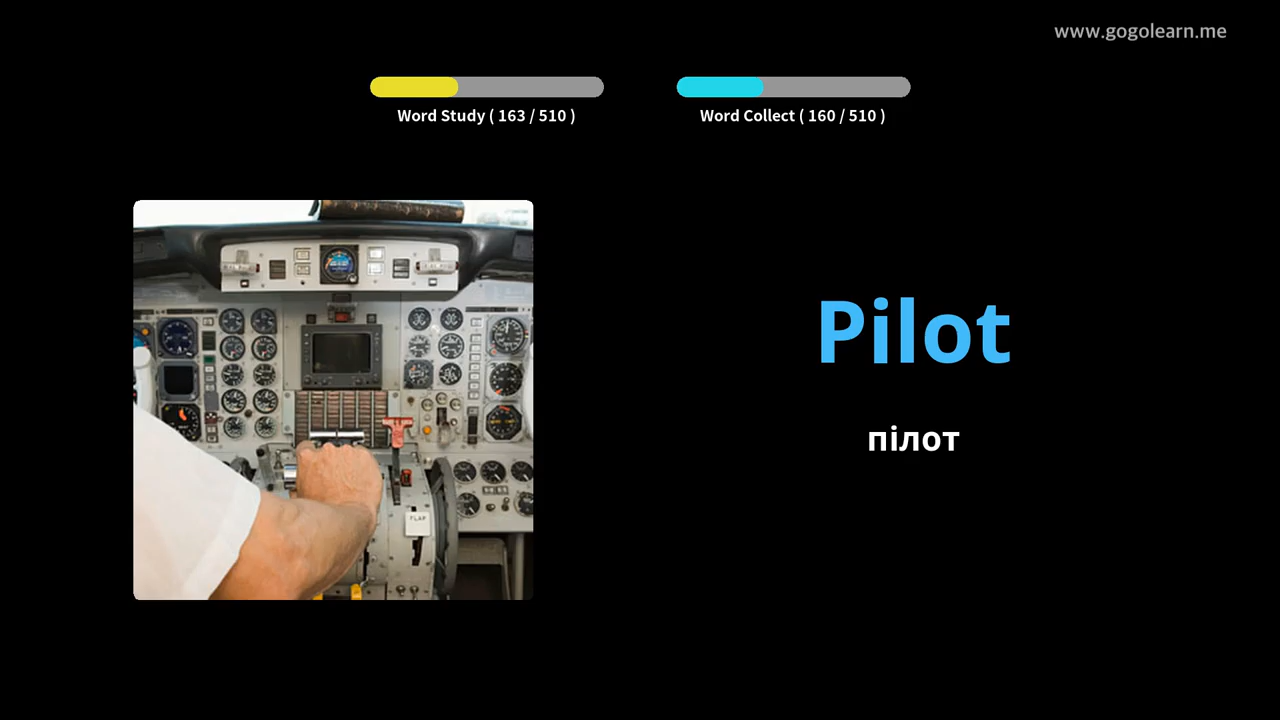 www.gogolearn.me
Word Study ( 163 / 510 )
Word Collect ( 160 / 510 )
Pilot
пілот
FLAP